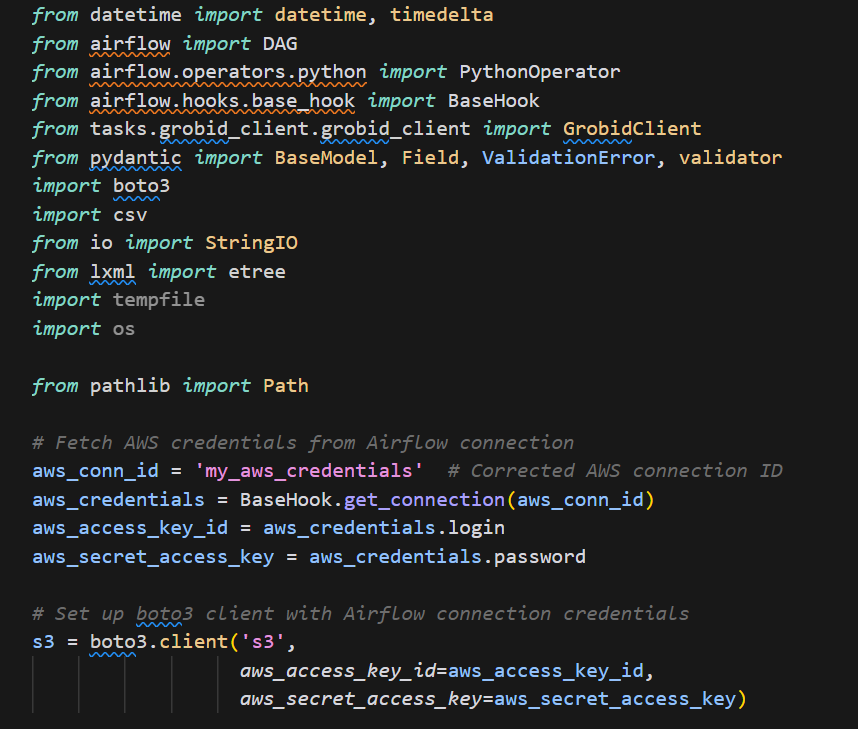 from datetime import datetime, timedelta
from airflow import DAG
from airflow.operators.python import PythonOperator
from airflow.hooks.base_hook import BaseHook
from tasks.grobid_client.grobid_client import GrobidClient
from pydantic import BaseModel, Field, ValidationError, validator
import boto3
import csv
from io import StringIO
from lxml import etree
import tempfile
import os

from pathlib import Path

# Fetch AWS credentials from Airflow connection
aws_conn_id = 'my_aws_credentials'  # Corrected AWS connection ID
aws_credentials = BaseHook.get_connection(aws_conn_id)
aws_access_key_id = aws_credentials.login
aws_secret_access_key = aws_credentials.password

# Set up boto3 client with Airflow connection credentials
s3 = boto3.client('s3',
                  aws_access_key_id=aws_access_key_id,
                  aws_secret_access_key=aws_secret_access_key)